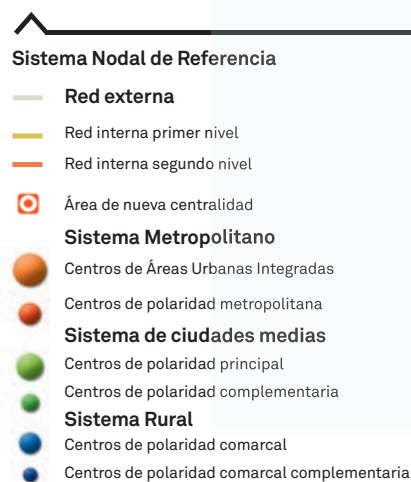 Sistema Nodal de Referencia
Red externa
Red interna primer nivel
Red interna segundo nivel
Área de nueva centralidad
Sistema Metropolitano
Centros de Áreas Urbanas Integradas
Centros de polaridad metropolitana
Sistema de ciudades medias
Centros de polaridad principal
Centros de polaridad complementaria
Sistema Rural
Centros de polaridad comarcal
Centros de polaridad comarcal complementaria